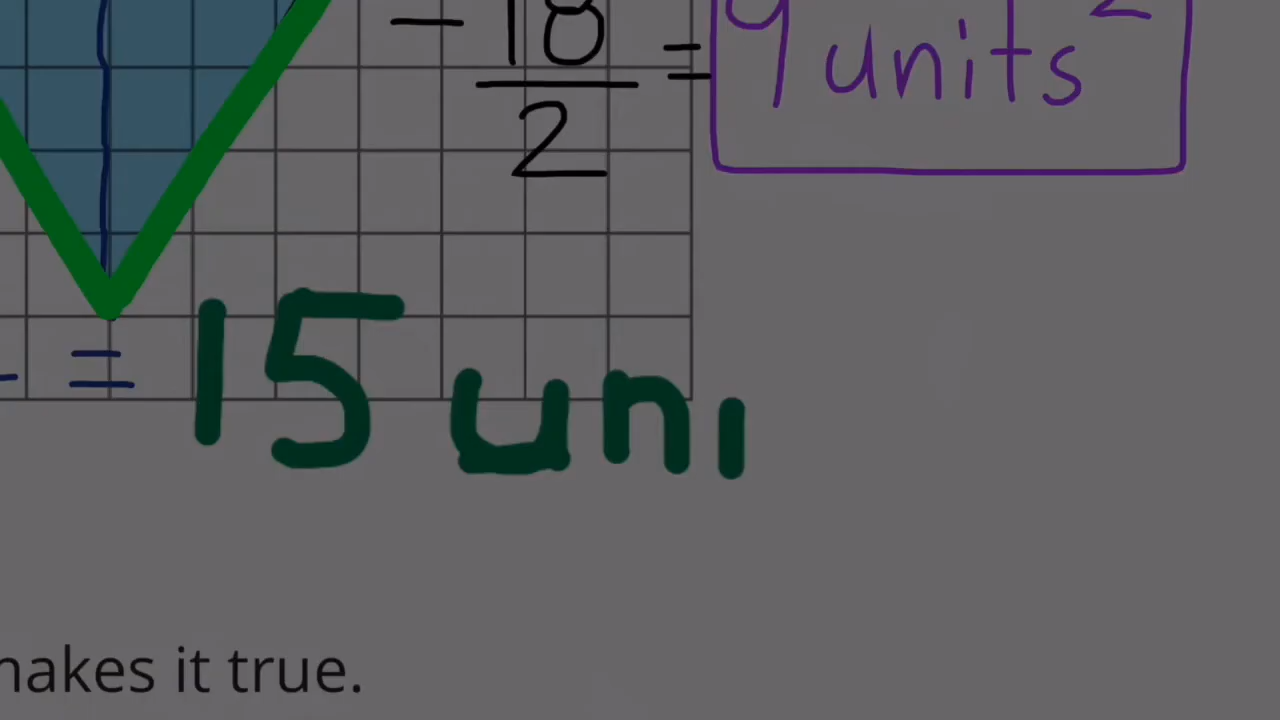 - 18/2 = 9 units²
= 15 uni
makes it true.